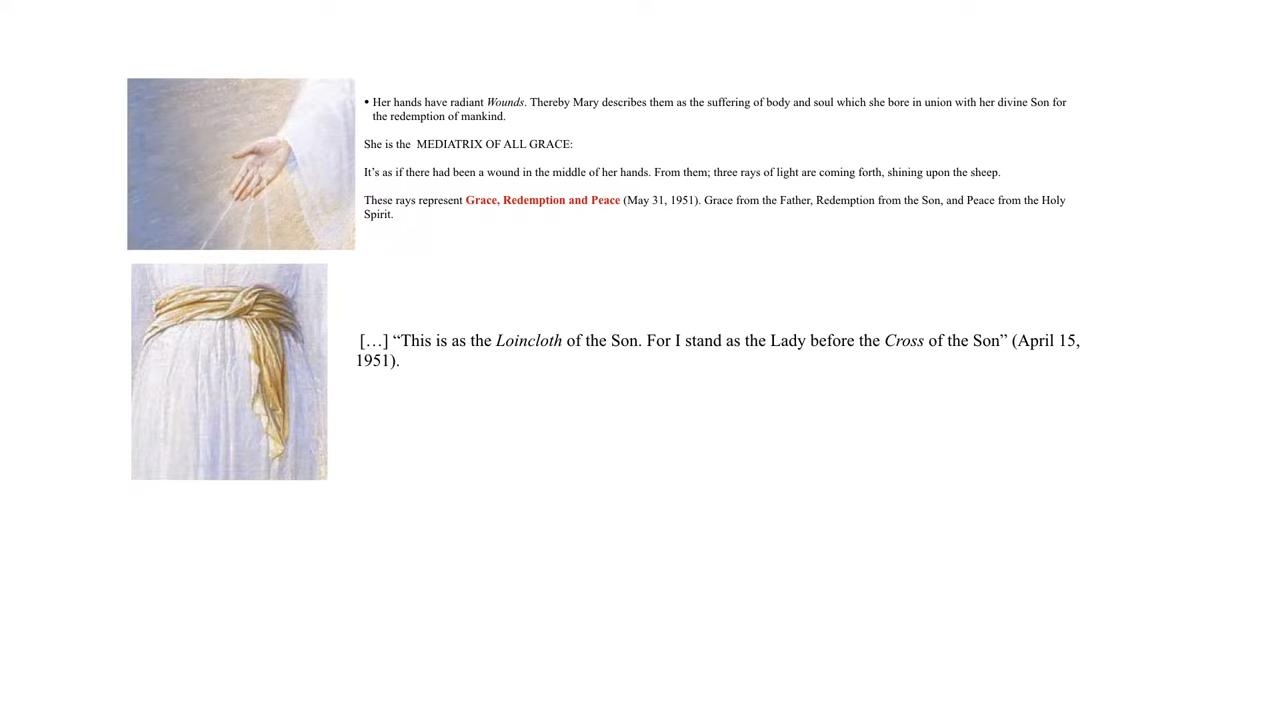 • Her hands have radiant Wounds. Thereby Mary describes them as the suffering of body and soul which she bore in union with her divine Son for
the redemption of mankind.
She is the  MEDIATRIX OF ALL GRACE:
It’s as if there had been a wound in the middle of her hands. From them; three rays of light are coming forth, shining upon the sheep.
These rays represent Grace, Redemption and Peace (May 31, 1951). Grace from the Father, Redemption from the Son, and Peace from the Holy
Spirit.
[…] “This is as the Loincloth of the Son. For I stand as the Lady before the Cross of the Son” (April 15,
1951).